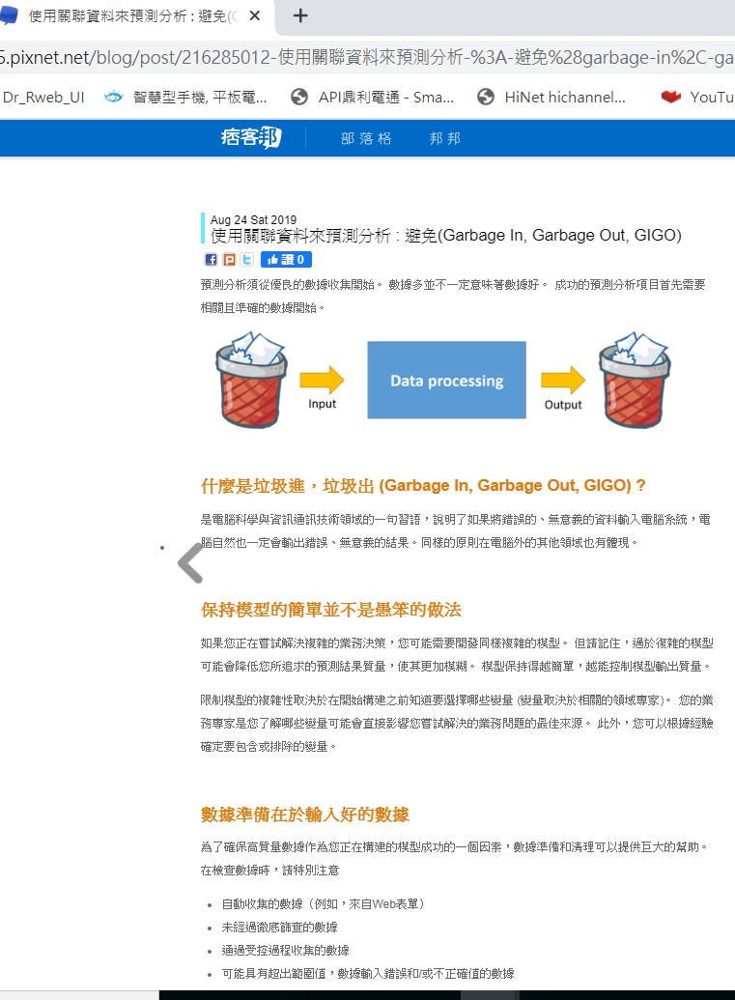 使用關聯資料來預測分析 : 避免(
5.pixnet.net/blog/post/216285012-使用關聯資料來預測分析-%3A-避免%28garbage-in%2C-ga
Dr_Rweb_UI 智慧型手機, 平板電... API鼎利電通 - Sma... HiNet hichannel... YouTu
痞客邦 部落格 邦邦
Aug 24 Sat 2019
使用關聯資料來預測分析 : 避免(Garbage In, Garbage Out, GIGO)
讚 0
預測分析須從優良的數據收集開始。 數據多並不一定意味著數據好。 成功的預測分析項目首先需要
相關且準確的數據開始。
Input
Data processing
Output
什麼是垃圾進，垃圾出 (Garbage In, Garbage Out, GIGO) ?
是電腦科學與資訊通訊技術領域的一句習語，說明了如果將錯誤的、無意義的資料輸入電腦系統，電
腦自然也一定會輸出錯誤、無意義的結果。同樣的原則在電腦外的其他領域也有體現。
保持模型的簡單並不是愚笨的做法
如果您正在嘗試解決複雜的業務決策，您可能需要開發同樣複雜的模型。 但請記住，過於復雜的模型
可能會降低您所追求的預測結果質量，使其更加模糊。 模型保持得越簡單，越能控制模型輸出質量。
限制模型的複雜性取決於在開始構建之前知道要選擇哪些變量 (變量取決於相關的領域專家)。 您的業
務專家是您了解哪些變量可能會直接影響您嘗試解決的業務問題的最佳來源。 此外，您可以根據經驗
確定要包含或排除的變量。
數據準備在於輸入好的數據
為了確保高質量數據作為您正在構建的模型成功的一個因素，數據準備和清理可以提供巨大的幫助。
在檢查數據時，請特別注意
自動收集的數據（例如，來自Web表單）
未經過徹底篩查的數據
通過受控過程收集的數據
可能具有超出範圍值，數據輸入錯誤和/或不正確值的數據